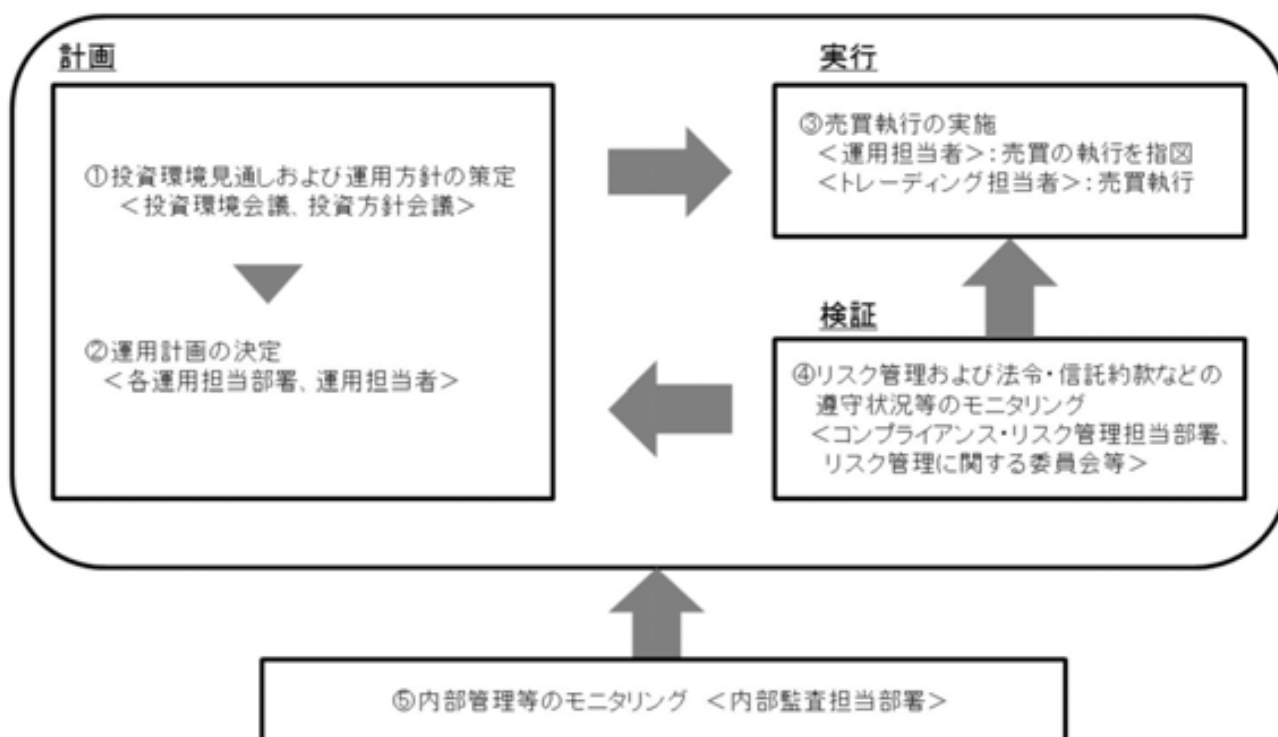 計画
①投資環境見通しおよび運用方針の策定
＜投資環境会議、投資方針会議＞
②運用計画の決定
＜各運用担当部署、運用担当者＞
実行
③売買執行の実施
＜運用担当者＞：売買の執行を指図
＜トレーディング担当者＞：売買執行
検証
④リスク管理および法令・信託約款などの
遵守状況等のモニタリング
＜コンプライアンス・リスク管理担当部署、
リスク管理に関する委員会等＞
⑤内部管理等のモニタリング ＜内部監査担当部署＞